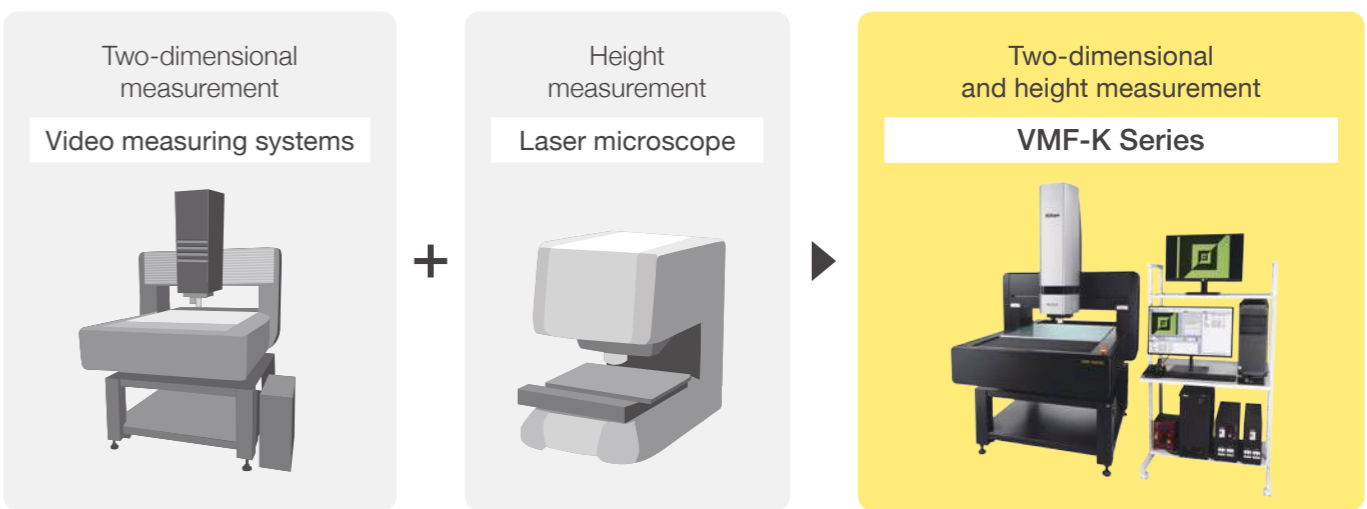 Two-dimensional
measurement
Video measuring systems
+
Height
measurement
Laser microscope
Two-dimensional
and height measurement
VMF-K Series